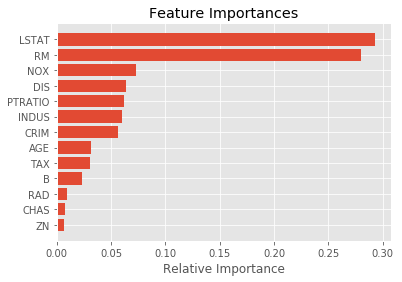 Feature Importances
LSTAT
RM
NOX
DIS
PTRATIO
INDUS
CRIM
AGE
TAX
B
RAD
CHAS
ZN
0.00 0.05 0.10 0.15 0.20 0.25 0.30
Relative Importance